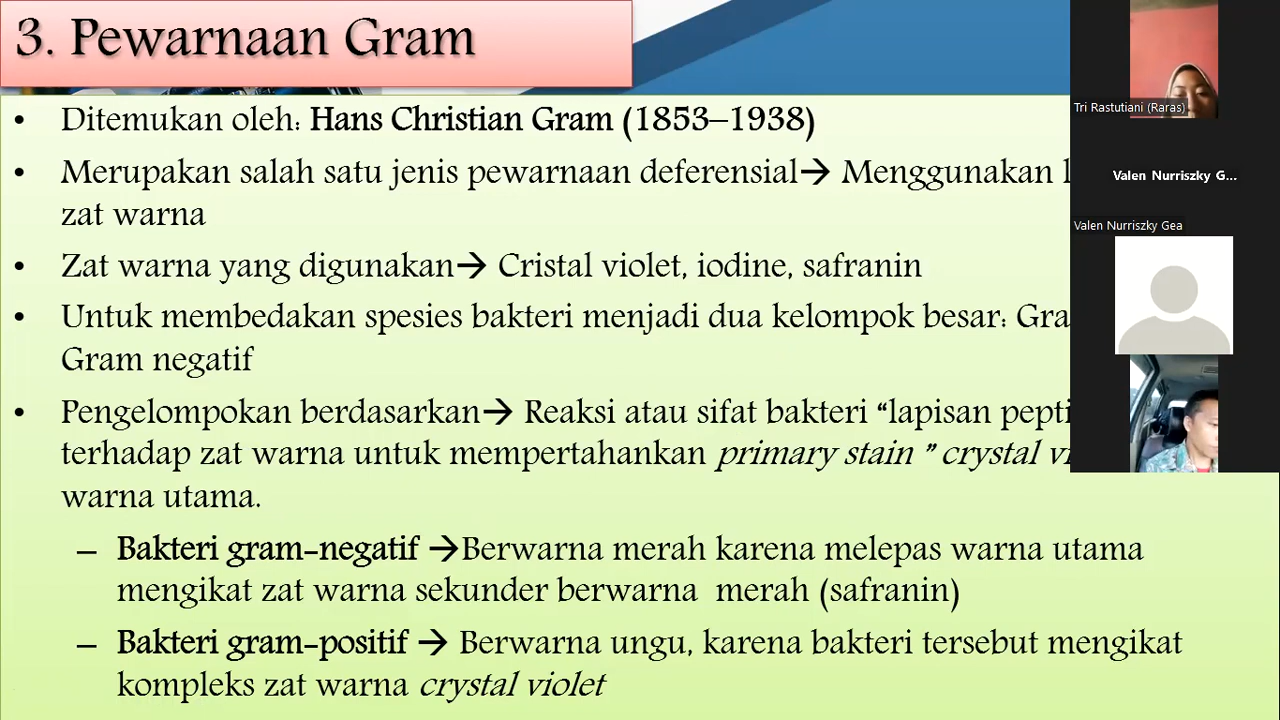 3. Pewarnaan Gram
• Ditemukan oleh: Hans Christian Gram (1853–1938)
• Merupakan salah satu jenis pewarnaan deferensial→ Menggunakan
zat warna
• Zat warna yang digunakan→ Cristal violet, iodine, safranin
• Untuk membedakan spesies bakteri menjadi dua kelompok besar:
Gram negatif
• Pengelompokan berdasarkan→ Reaksi atau sifat bakteri “lapisan
terhadap zat warna untuk mempertahankan primary stain ” crystal
warna utama.
– Bakteri gram-negatif →Berwarna merah karena melepas warna utama
mengikat zat warna sekunder berwarna merah (safranin)
– Bakteri gram-positif → Berwarna ungu, karena bakteri tersebut mengikat
kompleks zat warna crystal violet
Tri Rastutiani (Raras)
Valen Nurriszky G...
Valen Nurriszky Gea